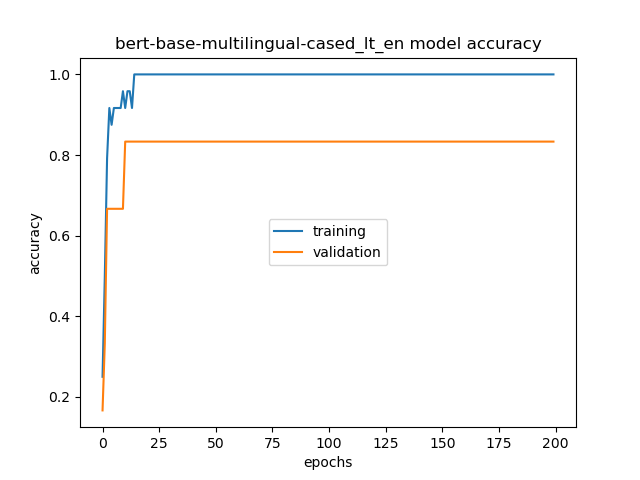 bert-base-multilingual-cased_lt_en model accuracy
1.0
0.8
0.6
0.4
0.2
accuracy
training
validation
0 25 50 75 100 125 150 175 200
epochs